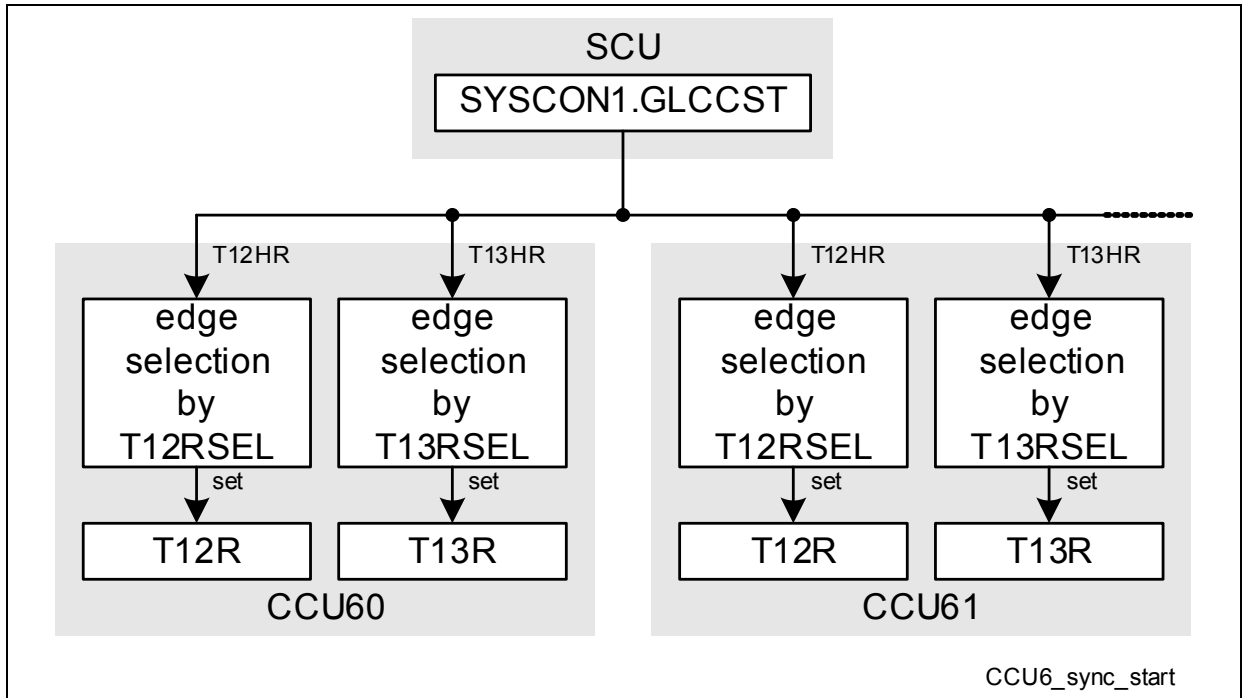 SCU
SYSCON1.GLCCST
T12HR
T13HR
T12HR
T13HR
edge
selection
by
T12RSEL
edge
selection
by
T13RSEL
edge
selection
by
T12RSEL
edge
selection
by
T13RSEL
set
set
set
set
T12R
T13R
T12R
T13R
CCU60
CCU61
CCU6_sync_start